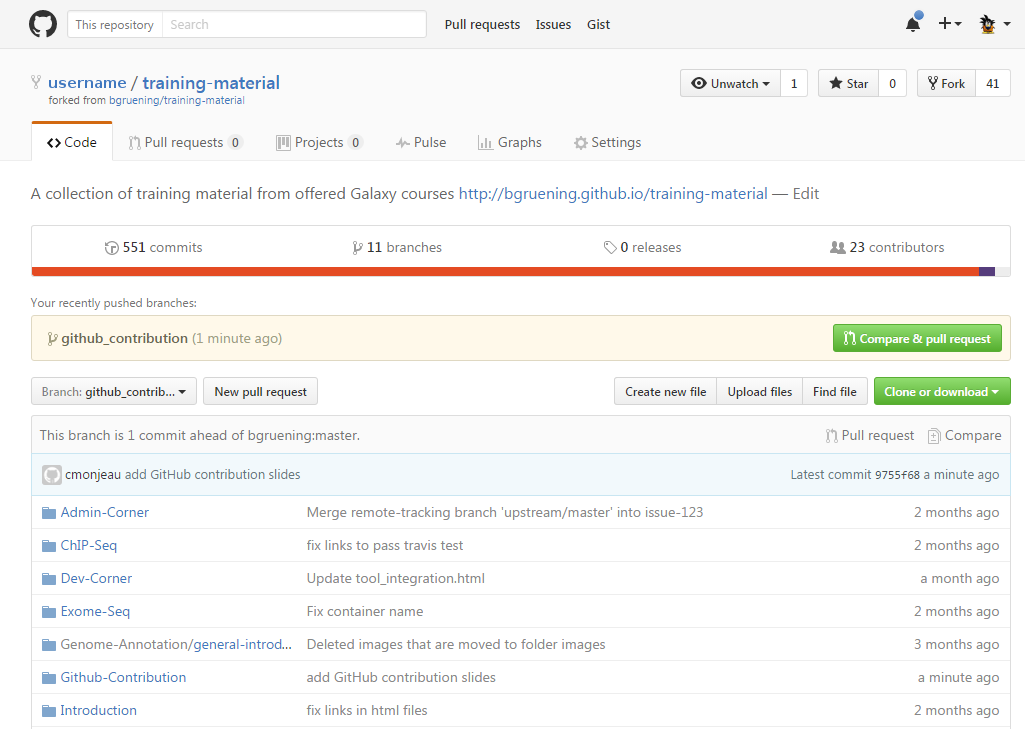 This repository Search Pull requests Issues Gist
username / training-material Unwatch 1 Star 0 Fork 41
forked from bgruening/training-material
Code Pull requests 0 Projects 0 Pulse Graphs Settings
A collection of training material from offered Galaxy courses http://bgruening.github.io/training-material — Edit
551 commits 11 branches 0 releases 23 contributors
Your recently pushed branches:
github_contribution (1 minute ago) Compare & pull request
Branch: github_contrib... New pull request Create new file Upload files Find file Clone or download
This branch is 1 commit ahead of bgruening:master. Pull request Compare
cmonjeau add GitHub contribution slides Latest commit 9755f68 a minute ago
Admin-Corner Merge remote-tracking branch 'upstream/master' into issue-123 2 months ago
ChIP-Seq fix links to pass travis test 2 months ago
Dev-Corner Update tool_integration.html a month ago
Exome-Seq Fix container name 2 months ago
Genome-Annotation/general-introd... Deleted images that are moved to folder images 3 months ago
Github-Contribution add GitHub contribution slides a minute ago
Introduction fix links in html files 2 months ago